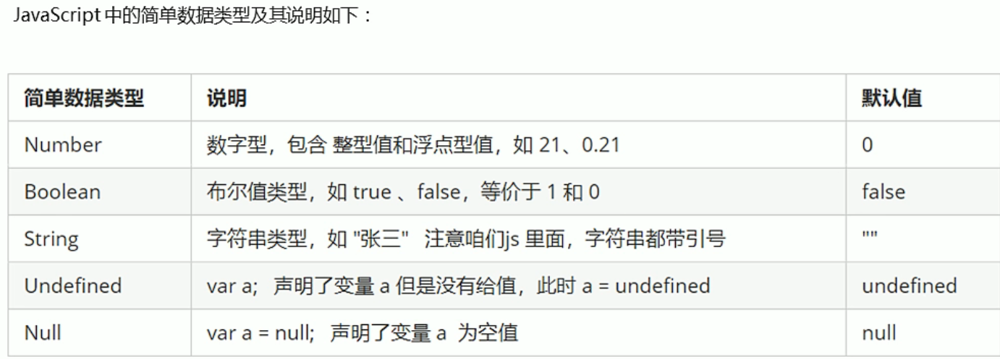 JavaScript 中的简单数据类型及其说明如下：
简单数据类型 说明 默认值
Number 数字型，包含 整型值和浮点型值，如 21、0.21 0
Boolean 布尔值类型，如 true 、false，等价于 1 和 0 false
String 字符串类型，如 "张三" 注意咱们js 里面，字符串都带引号 ""
Undefined var a; 声明了变量 a 但是没有给值，此时 a = undefined undefined
Null var a = null; 声明了变量 a 为空值 null